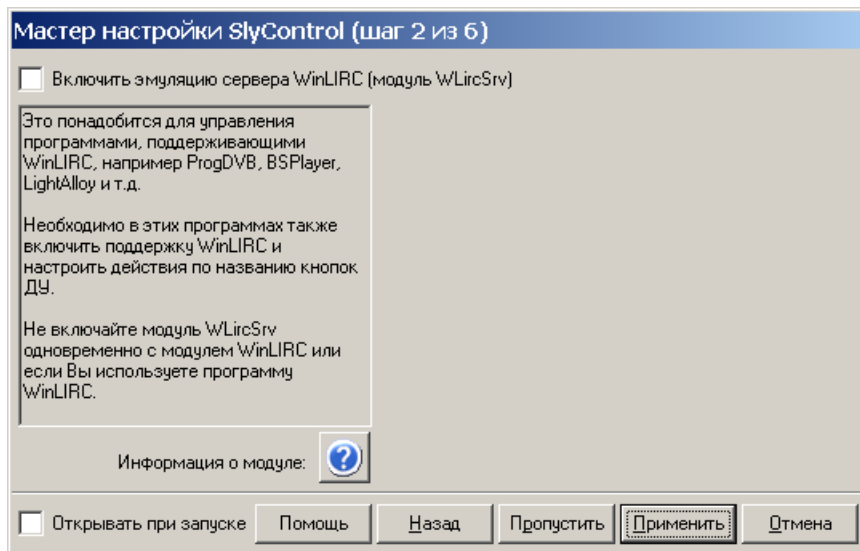 Мастер настройки SlyControl (шаг 2 из 6)
Включить эмуляцию сервера WinLIRC (модуль WLircSrv)
Это понадобится для управления
программами, поддерживающими
WinLIRC, например ProgDVB, BSPlayer,
LightAlloy и т.д.
Необходимо в этих программах также
включить поддержку WinLIRC и
настроить действия по названию кнопок
ДУ.
Не включайте модуль WLircSrv
одновременно с модулем WinLIRC или
если Вы используете программу
WinLIRC.
Информация о модуле:
Открывать при запуске Помощь Назад Пропустить Применить Отмена